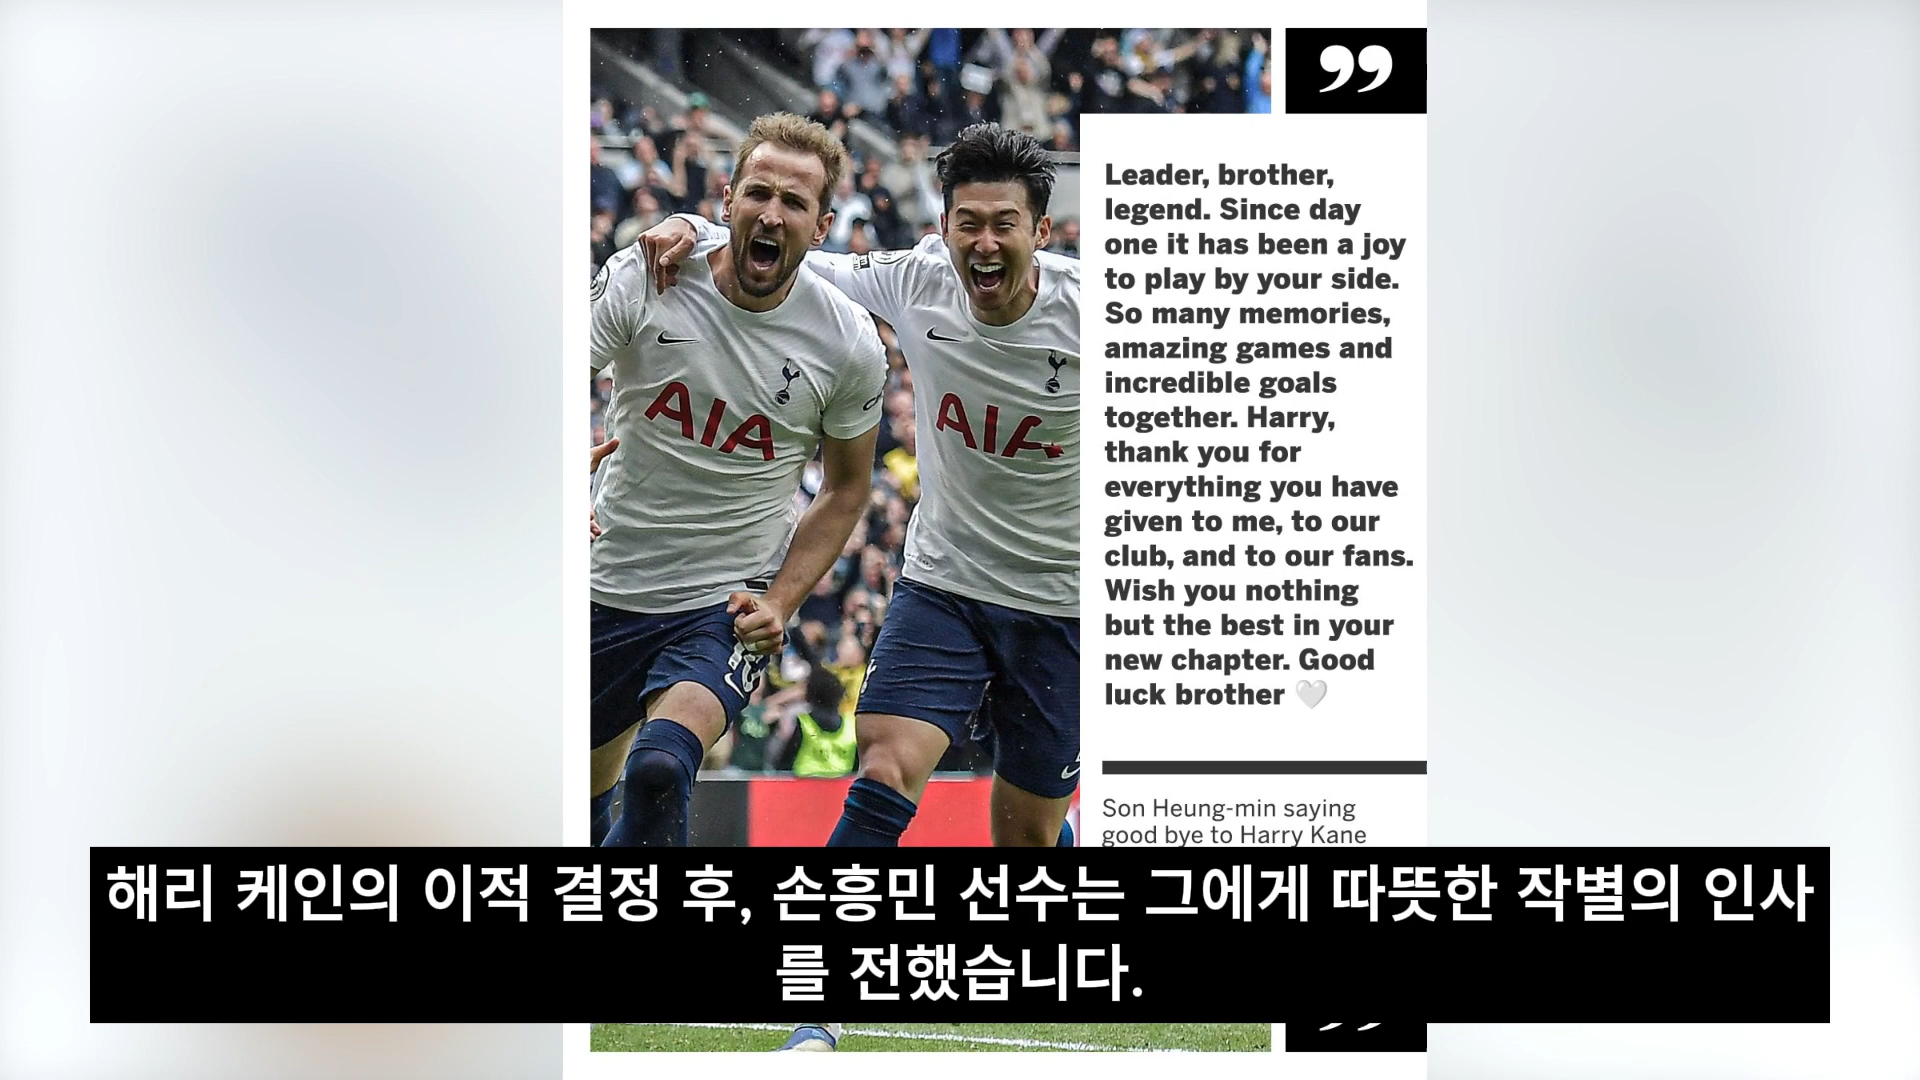 ”
Leader, brother,
legend. Since day
one it has been a joy
to play by your side.
So many memories,
amazing games and
incredible goals
together. Harry,
thank you for
everything you have
given to me, to our
club, and to our fans.
Wish you nothing
but the best in your
new chapter. Good
luck brother 🤍
Son Heung-min saying
good bye to Harry Kane
AIA
AIA
10
해리 케인의 이적 결정 후, 손흥민 선수는 그에게 따뜻한 작별의 인사
를 전했습니다.